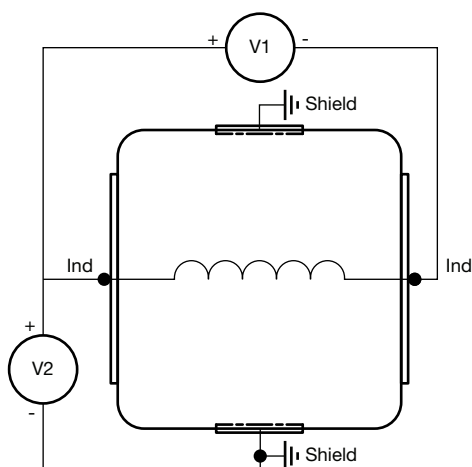 + V1 -
Shield
Ind Ind
+
V2
-
Shield